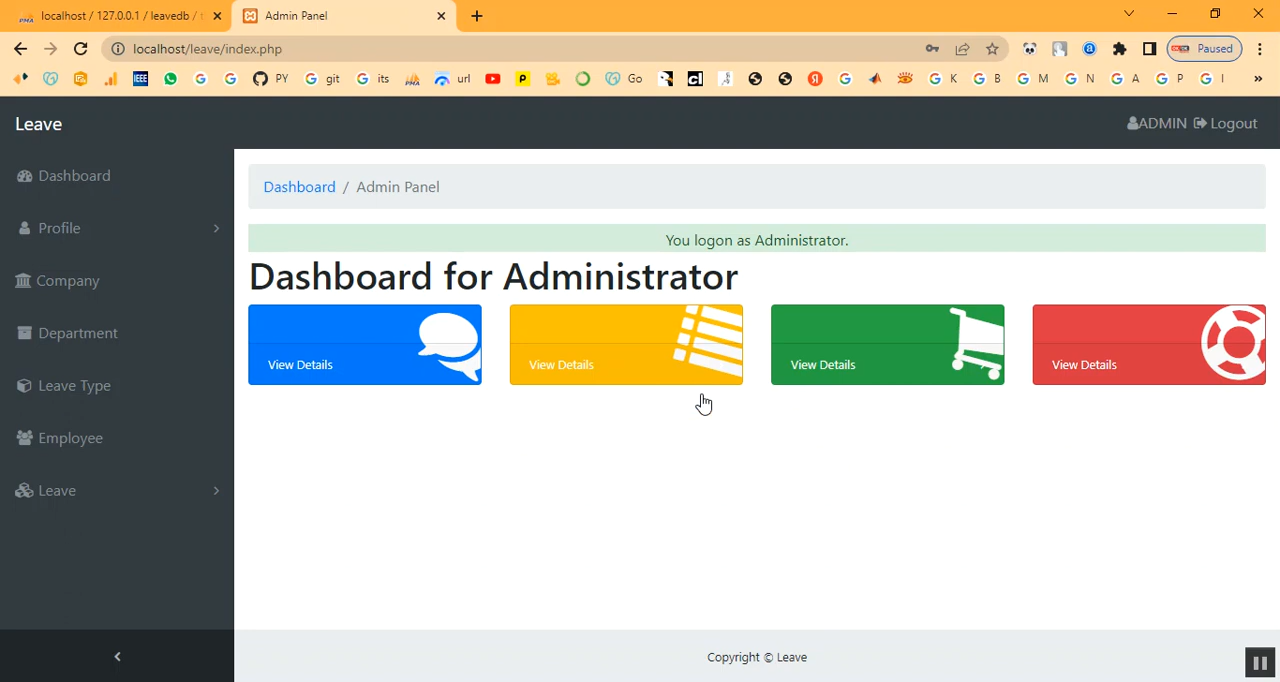 localhost / 127.0.0.1 / leavedb /
Admin Panel
localhost/leave/index.php
Paused
PY
git
its
url
Go
K
B
M
N
A
P
I
Leave
ADMIN Logout
Dashboard
Profile
Company
Department
Leave Type
Employee
Leave
Dashboard / Admin Panel
You logon as Administrator.
Dashboard for Administrator
View Details
View Details
View Details
View Details
Copyright © Leave